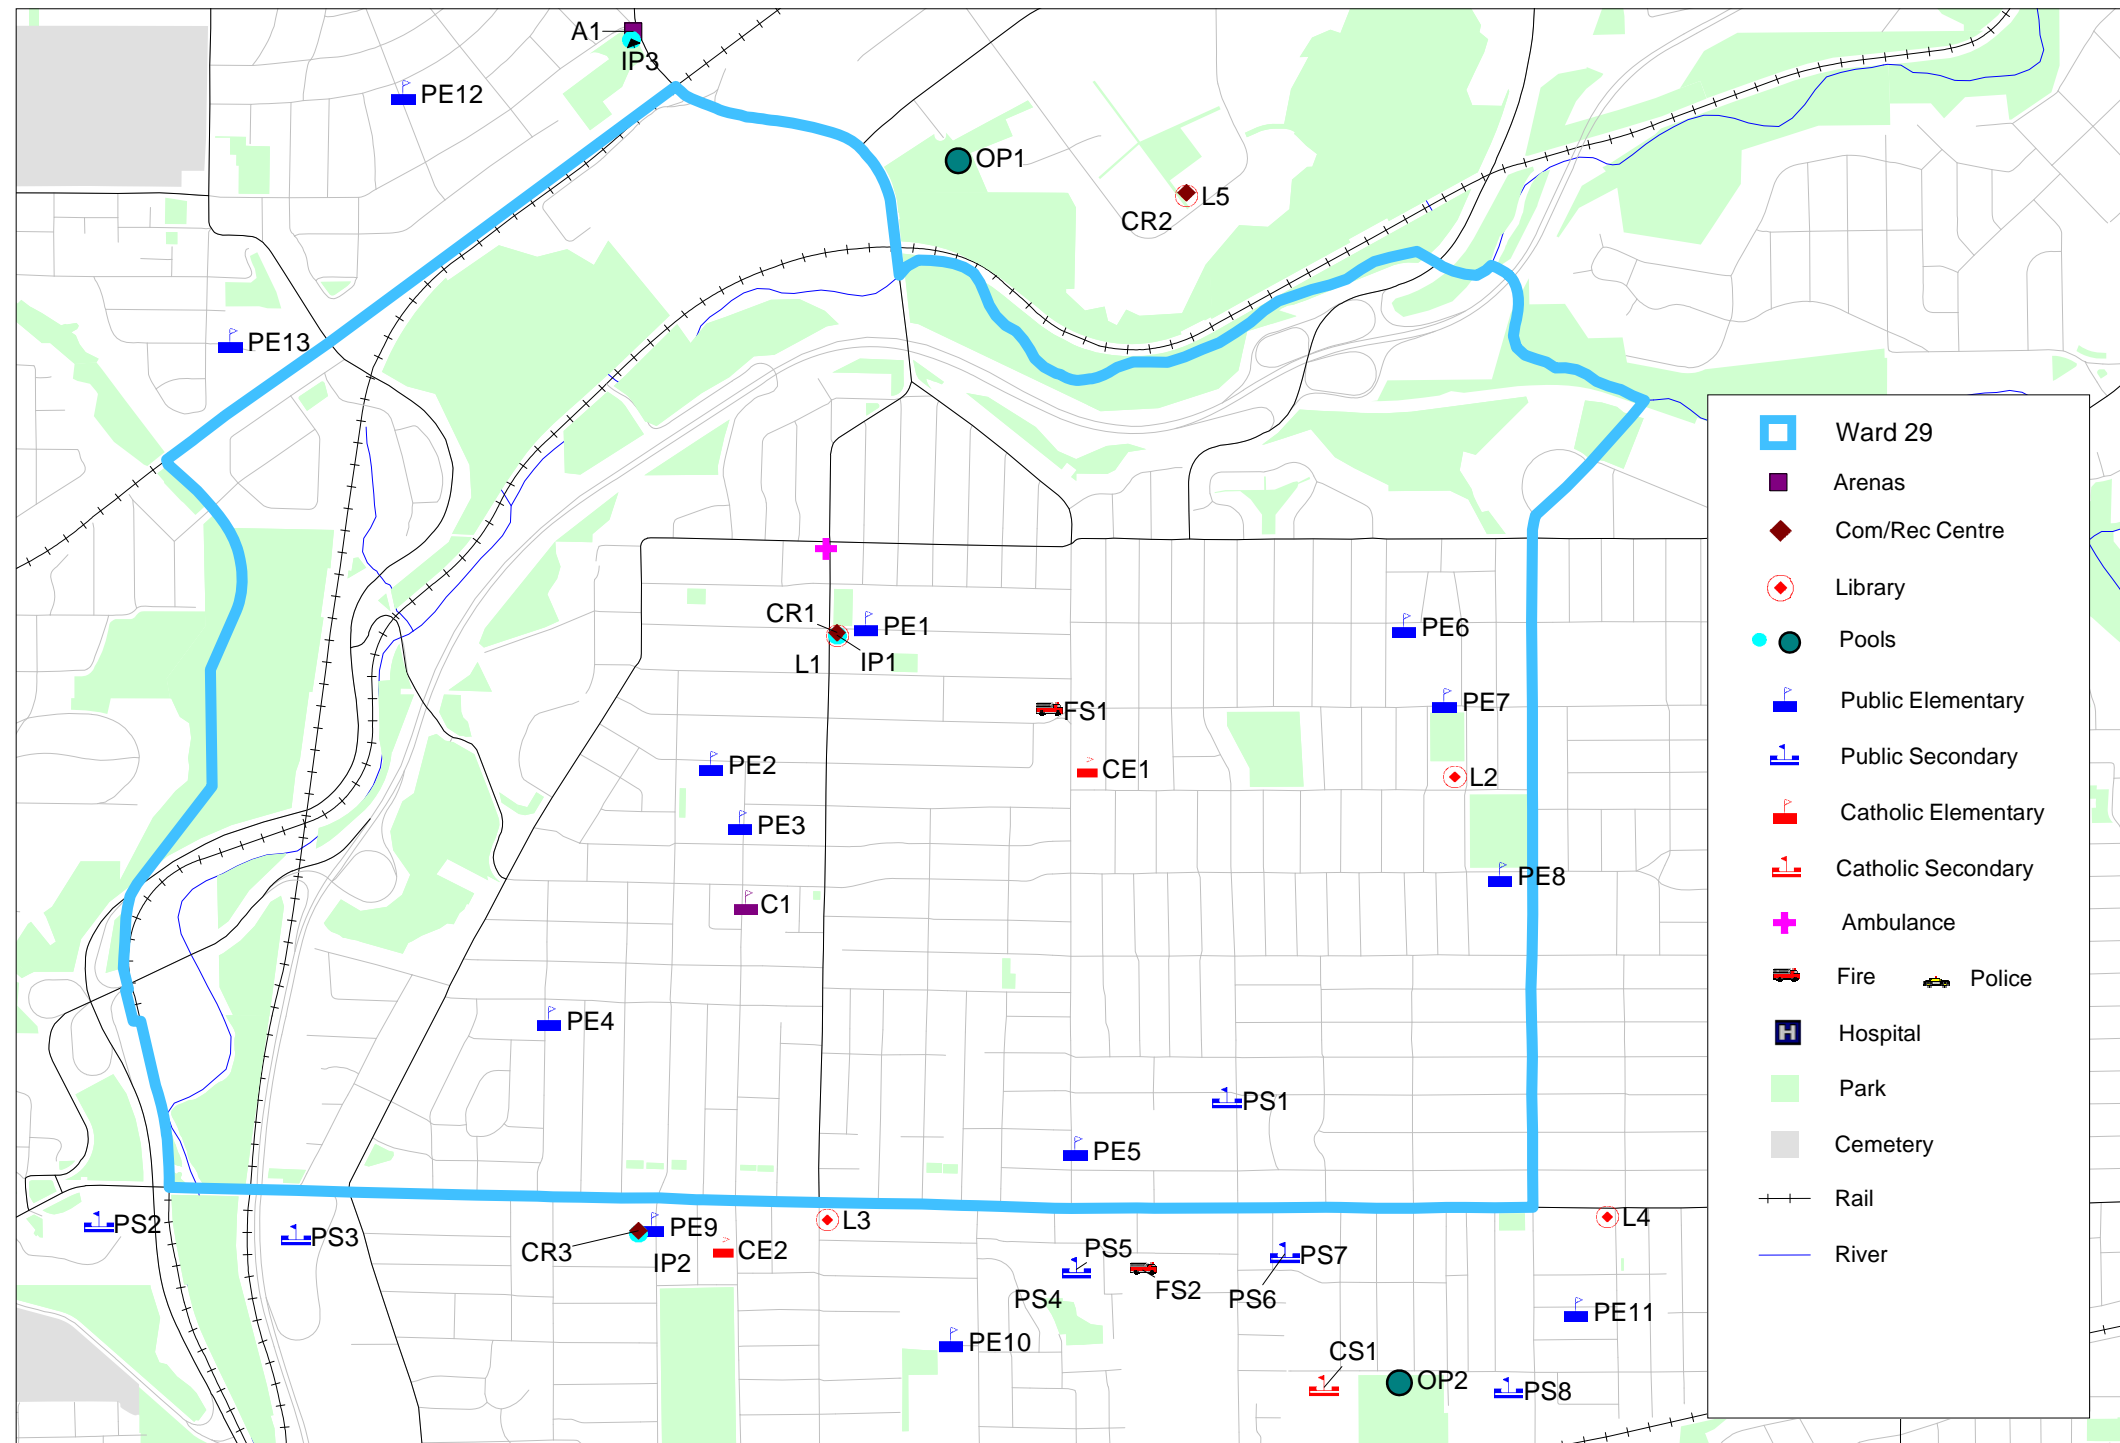 A1
IP3
PE12
OP1
L5
CR2
PE13
Ward 29
Arenas
Com/Rec Centre
Library
Pools
Public Elementary
Public Secondary
Catholic Elementary
Catholic Secondary
Ambulance
Fire
Police
H
Hospital
Park
Cemetery
Rail
River
CR1
PE1
L1
IP1
PE6
FS1
PE7
PE2
CE1
L2
PE3
PE8
C1
PE4
PS1
PE5
PS2
PS3
PE9
CR3
IP2
CE2
L3
L4
PS5
PS4
FS2
PS7
PS6
PE11
PE10
CS1
OP2
PS8